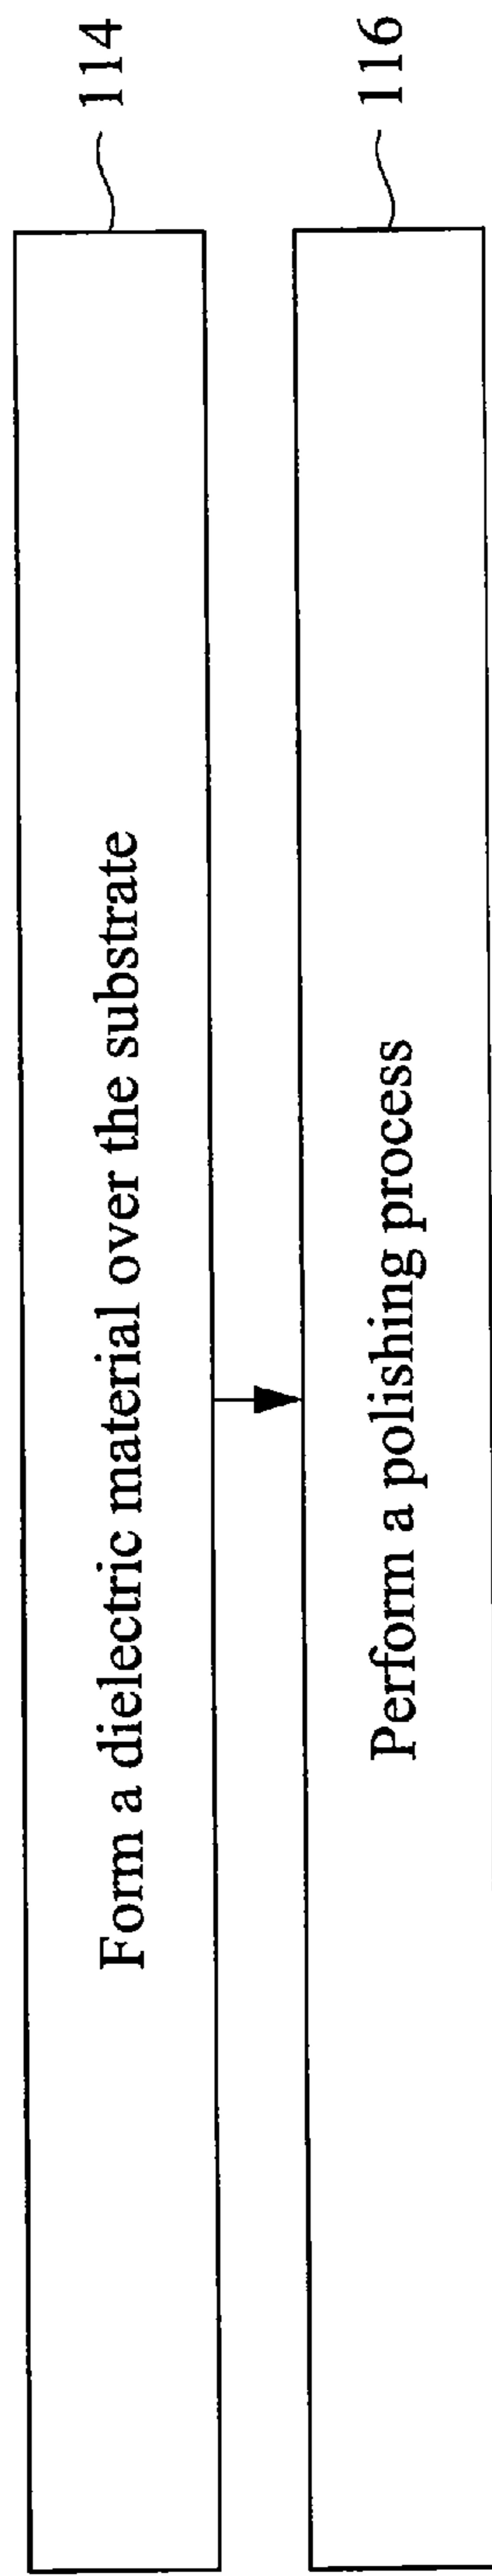 Form a dielectric material over the substrate
114
Perform a polishing process
116